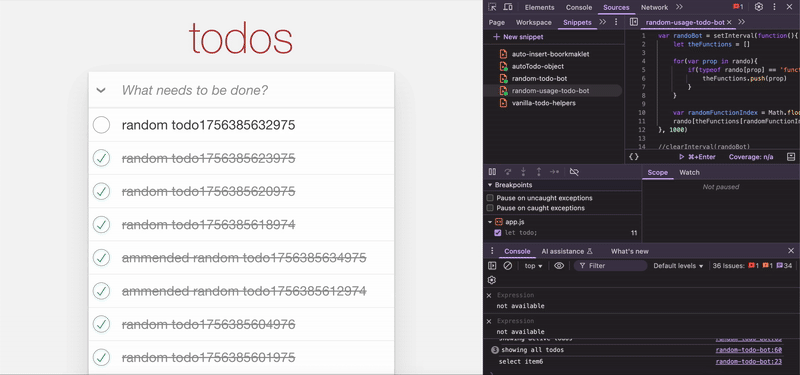 todos
What needs to be done?
random todo1756385632975
random todo1756385623975
random todo1756385620975
random todo1756385618974
ammended random todo1756385634975
ammended random todo1756385612974
random todo1756385604976
random todo1756385601975
Elements Console Sources Network >> 1
Page Workspace Snippets >>
+ New snippet
auto-insert-boorkmaklet
autoTodo-object
random-todo-bot
random-usage-todo-bot
vanilla-todo-helpers
random-usage-todo-bot
1 var randoBot = setInterval(function(){
2 let theFunctions = []
3
4 for(var prop in rando){
5 if(typeof rando[prop] == 'func
6 theFunctions.push(prop)
7 }
8 }
9
10 var randomFunctionIndex = Math.flo
11 rando[theFunctions[randomFunctionIn
12 }, 1000)
13
14 //clearInterval(randoBot)
{} ⌘+Enter Coverage: n/a
Breakpoints
Pause on uncaught exceptions
Pause on caught exceptions
app.js
let todo; 11
Scope Watch
Not paused
Console AI assistance What's new
top Filter Default levels 36 issues: 1 1 34
Expression
not available
Expression
not available
showing active todos random-todo-bot:63
showing all todos random-todo-bot:60
select item6 random-todo-bot:23